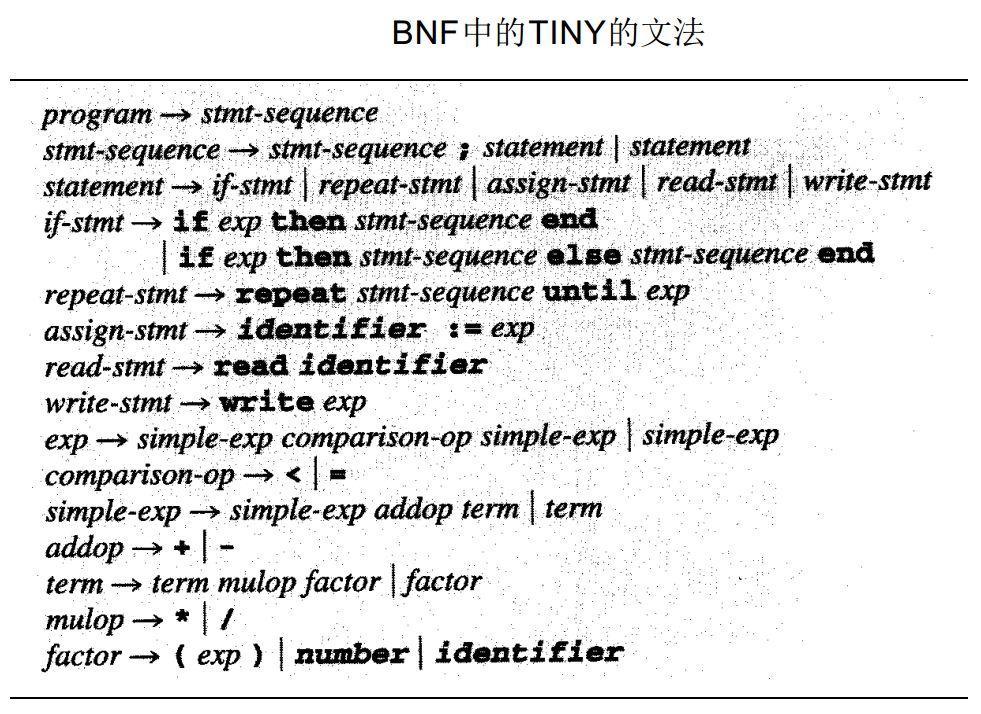 BNF中的TINY的文法
program → stmt-sequence
stmt-sequence → stmt-sequence ; statement | statement
statement → if-stmt | repeat-stmt | assign-stmt | read-stmt | write-stmt
if-stmt → if exp then stmt-sequence end
| if exp then stmt-sequence else stmt-sequence end
repeat-stmt → repeat stmt-sequence until exp
assign-stmt → identifier := exp
read-stmt → read identifier
write-stmt → write exp
exp → simple-exp comparison-op simple-exp | simple-exp
comparison-op → < | =
simple-exp → simple-exp addop term | term
addop → + | -
term → term mulop factor | factor
mulop → * | /
factor → ( exp ) | number | identifier